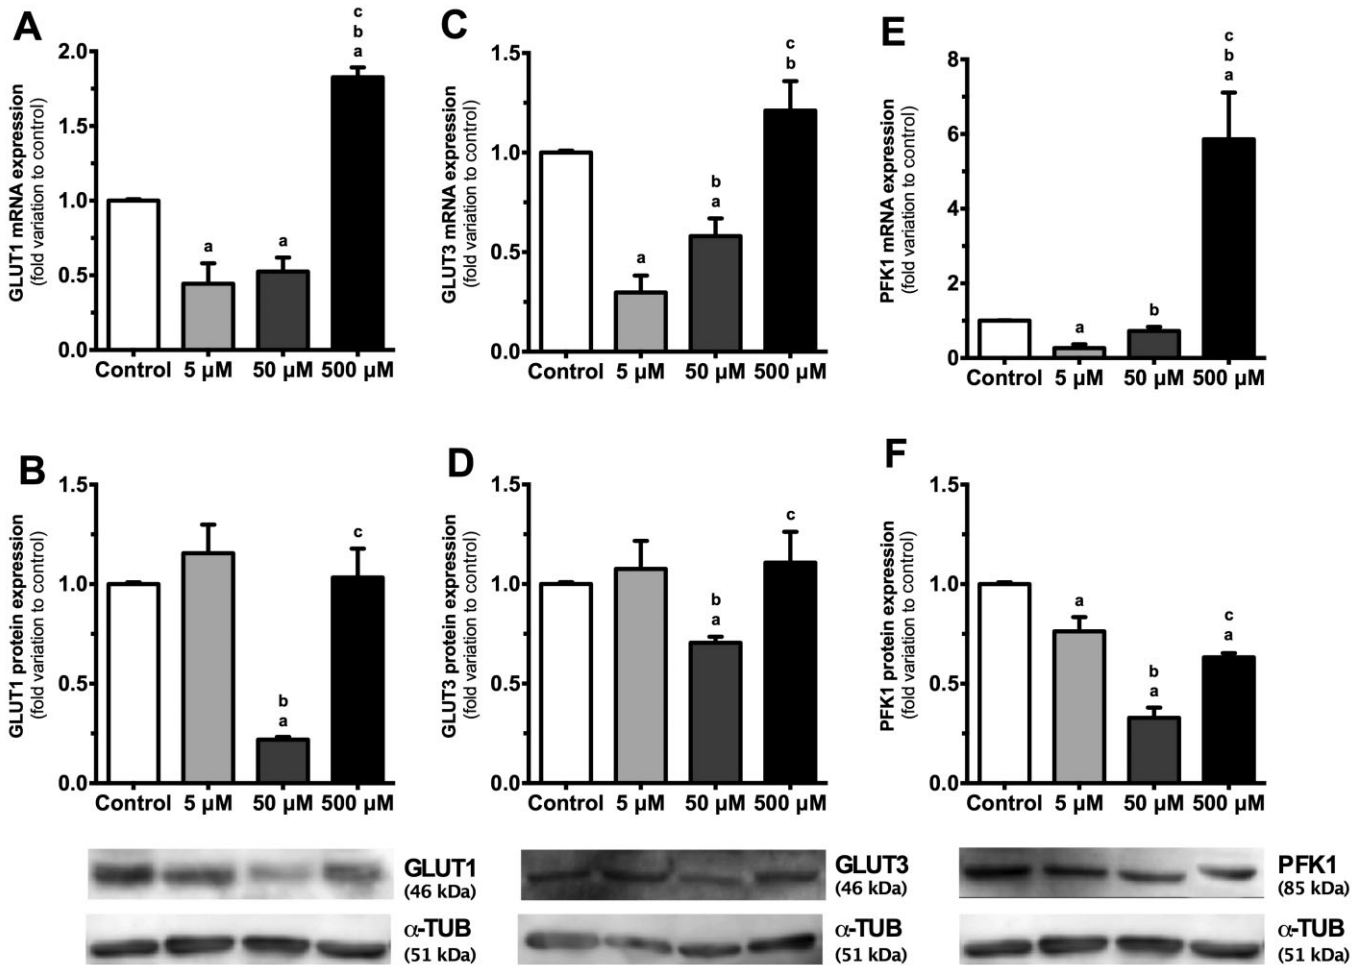 A
GLUT1 mRNA expression
(fold variation to control)
2.0
1.5
1.0
0.5
0.0
a
a
c
b
a
Control 5 μM 50 μM 500 μM
C
GLUT3 mRNA expression
(fold variation to control)
1.5
1.0
0.5
0.0
a
b
a
c
b
Control 5 μM 50 μM 500 μM
E
PFK1 mRNA expression
(fold variation to control)
8
6
4
2
0
a
b
c
b
a
Control 5 μM 50 μM 500 μM
B
GLUT1 protein expression
(fold variation to control)
1.5
1.0
0.5
0.0
b
a
c
Control 5 μM 50 μM 500 μM
GLUT1
(46 kDa)
α-TUB
(51 kDa)
D
GLUT3 protein expression
(fold variation to control)
1.5
1.0
0.5
0.0
b
a
c
Control 5 μM 50 μM 500 μM
GLUT3
(46 kDa)
α-TUB
(51 kDa)
F
PFK1 protein expression
(fold variation to control)
1.5
1.0
0.5
0.0
a
b
a
c
a
Control 5 μM 50 μM 500 μM
PFK1
(85 kDa)
α-TUB
(51 kDa)